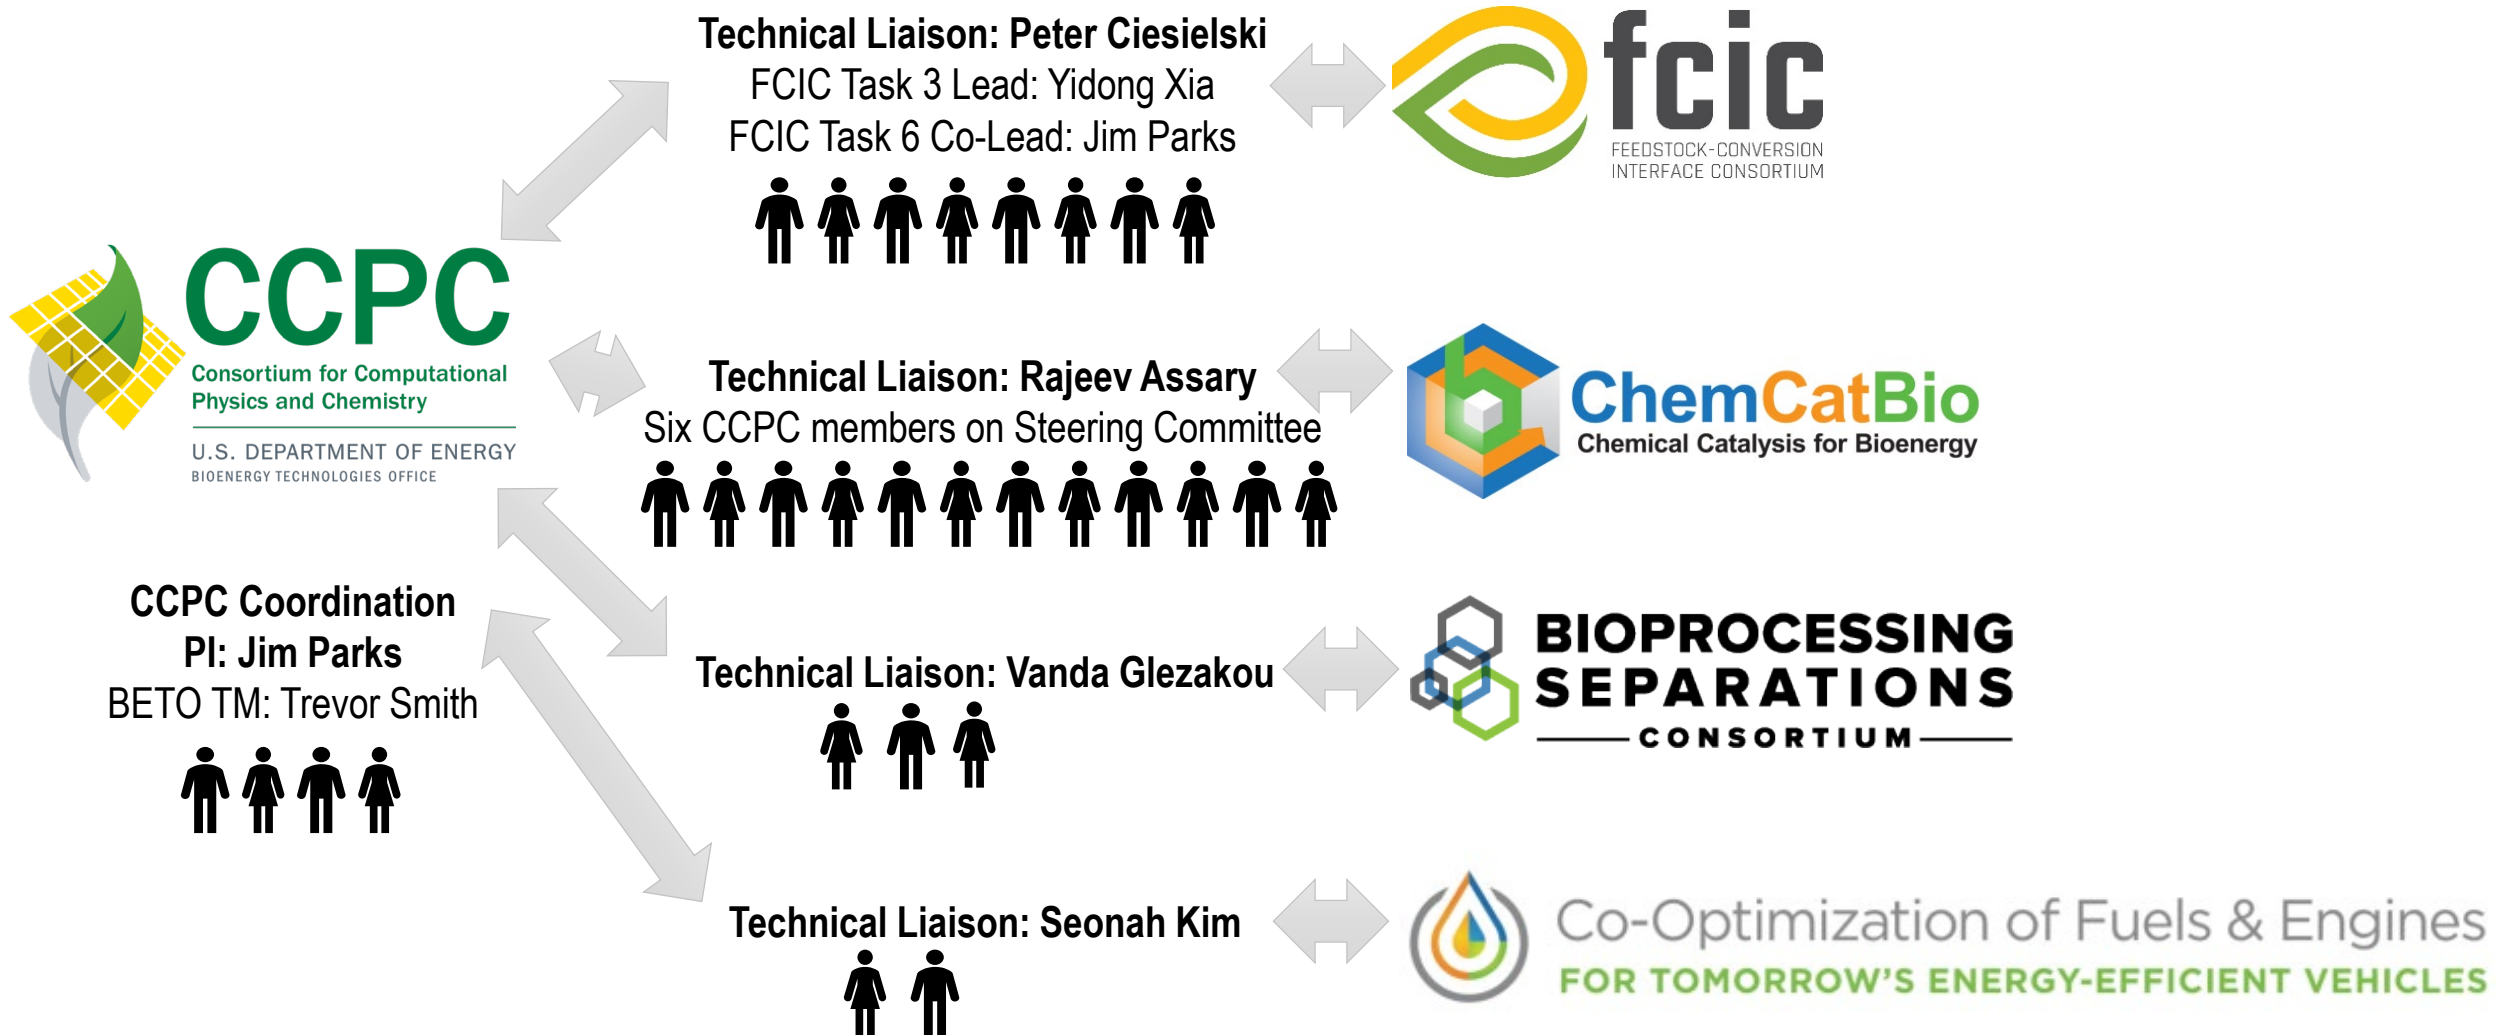 Technical Liaison: Peter Ciesielski
FCIC Task 3 Lead: Yidong Xia
FCIC Task 6 Co-Lead: Jim Parks
fcic
FEEDSTOCK-CONVERSION
INTERFACE CONSORTIUM
CCPC
Consortium for Computational
Physics and Chemistry
U.S. DEPARTMENT OF ENERGY
BIOENERGY TECHNOLOGIES OFFICE
Technical Liaison: Rajeev Assary
Six CCPC members on Steering Committee
ChemCatBio
Chemical Catalysis for Bioenergy
CCPC Coordination
PI: Jim Parks
BETO TM: Trevor Smith
Technical Liaison: Vanda Glezakou
BIOPROCESSING
SEPARATIONS
CONSORTIUM
Technical Liaison: Seonah Kim
Co-Optimization of Fuels & Engines
FOR TOMORROW'S ENERGY-EFFICIENT VEHICLES